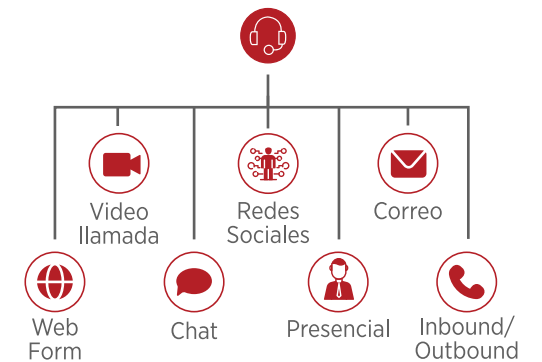 Video
llamada
Redes
Sociales
Correo
Web
Form
Chat
Presencial
Inbound/
Outbound